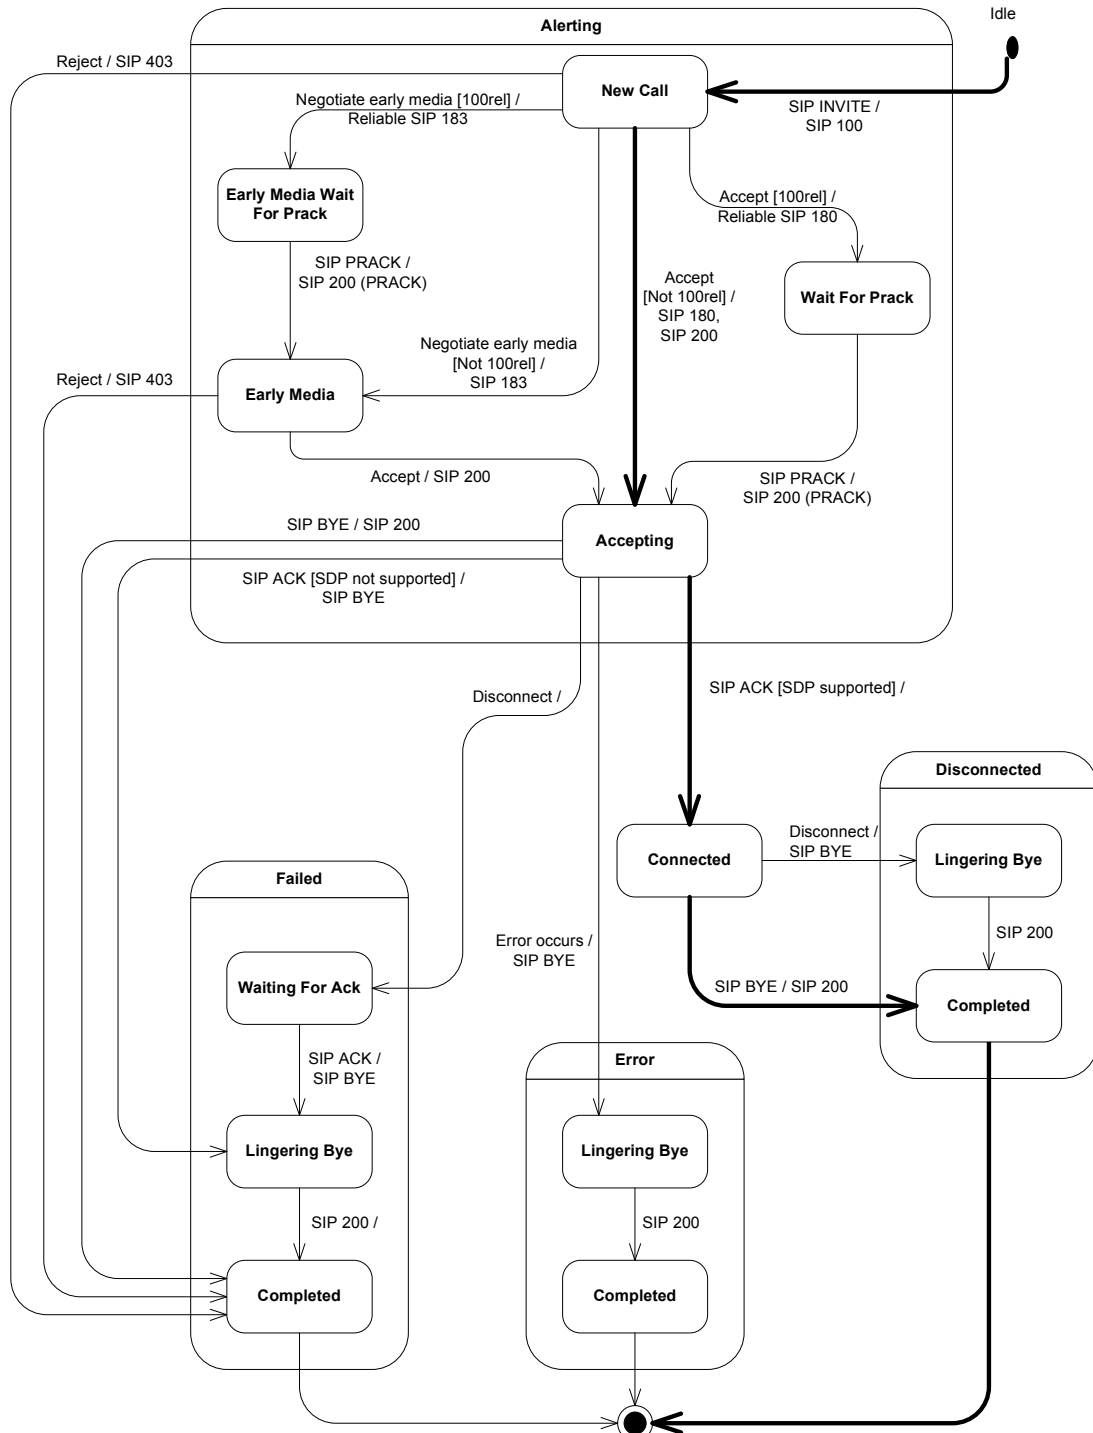 Idle
Alerting
Reject / SIP 403
New Call
Negotiate early media [100rel] /
Reliable SIP 183
SIP INVITE /
SIP 100
Early Media Wait
For Prack
Accept [100rel] /
Reliable SIP 180
SIP PRACK /
SIP 200 (PRACK)
Accept
[Not 100rel] /
SIP 180,
SIP 200
Wait For Prack
Negotiate early media
[Not 100rel] /
SIP 183
Reject / SIP 403
Early Media
Accept / SIP 200
SIP PRACK /
SIP 200 (PRACK)
SIP BYE / SIP 200
Accepting
SIP ACK [SDP not supported] /
SIP BYE
Disconnect /
SIP ACK [SDP supported] /
Disconnected
Connected
Disconnect /
SIP BYE
Lingering Bye
Failed
SIP 200
Error occurs /
SIP BYE
Waiting For Ack
SIP BYE / SIP 200
Completed
SIP ACK /
SIP BYE
Error
Lingering Bye
Lingering Bye
SIP 200 /
SIP 200
Completed
Completed